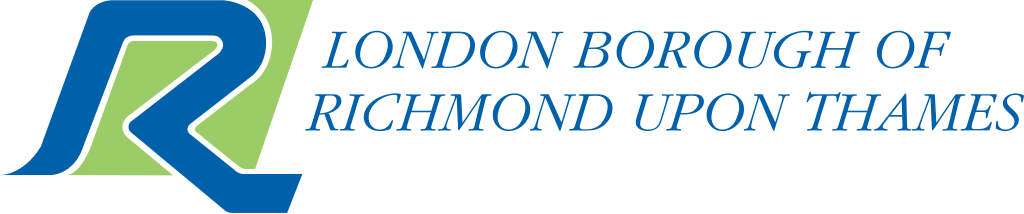 R
LONDON BOROUGH OF
RICHMOND UPON THAMES